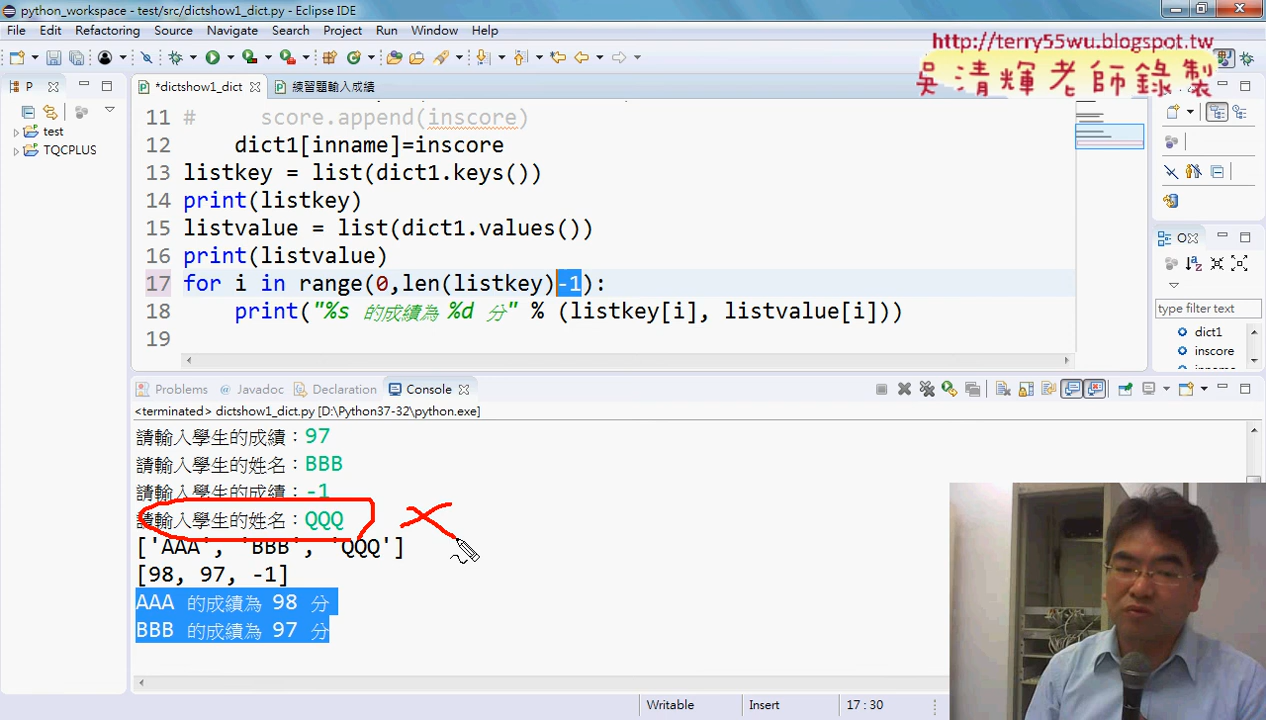 python_workspace - test/src/dictshow1_dict.py - Eclipse IDE
File Edit Refactoring Source Navigate Search Project Run Window Help
http://terry55wu.blogspot.tw
吳清輝老師錄製
P
*dictshow1_dict
練習題輸入成績
test
TQCPLUS
11 # score.append(inscore)
12 dict1[inname]=inscore
13 listkey = list(dict1.keys())
14 print(listkey)
15 listvalue = list(dict1.values())
16 print(listvalue)
17 for i in range(0,len(listkey)-1):
18 print("%s 的成績為 %d 分" % (listkey[i], listvalue[i]))
19
type filter text
dict1
inscore
Problems @ Javadoc Declaration Console
<terminated> dictshow1_dict.py [D:\Python37-32\python.exe]
請輸入學生的成績：97
請輸入學生的姓名：BBB
請輸入學生的成績：-1
請輸入學生的姓名：QQQ
['AAA', 'BBB', 'QQQ']
[98, 97, -1]
AAA 的成績為 98 分
BBB 的成績為 97 分
Writable Insert 17 : 30